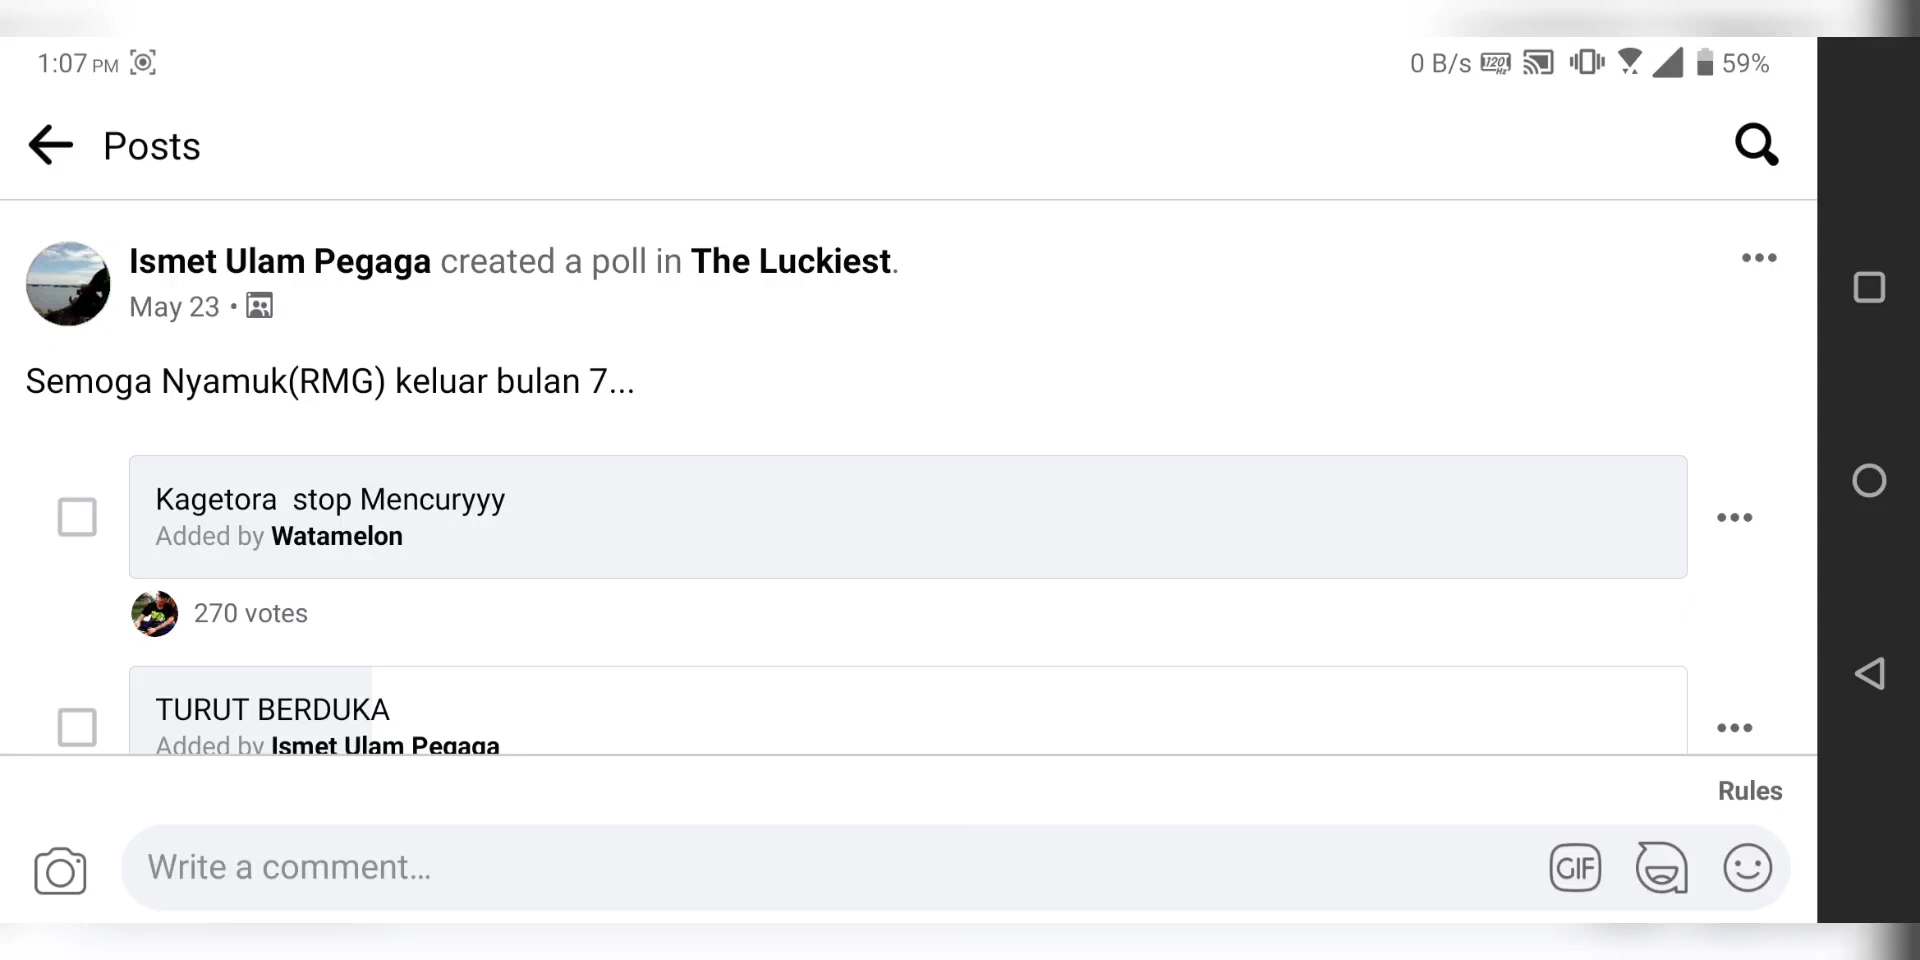 1:07 PM
0 B/s 120 Hz 59%
Posts
Ismet Ulam Pegaga created a poll in The Luckiest.
May 23 •
Semoga Nyamuk(RMG) keluar bulan 7...
Kagetora  stop Mencuryyy
Added by Watamelon
270 votes
TURUT BERDUKA
Added by Ismet Ulam Pegaga
Rules
Write a comment...
GIF